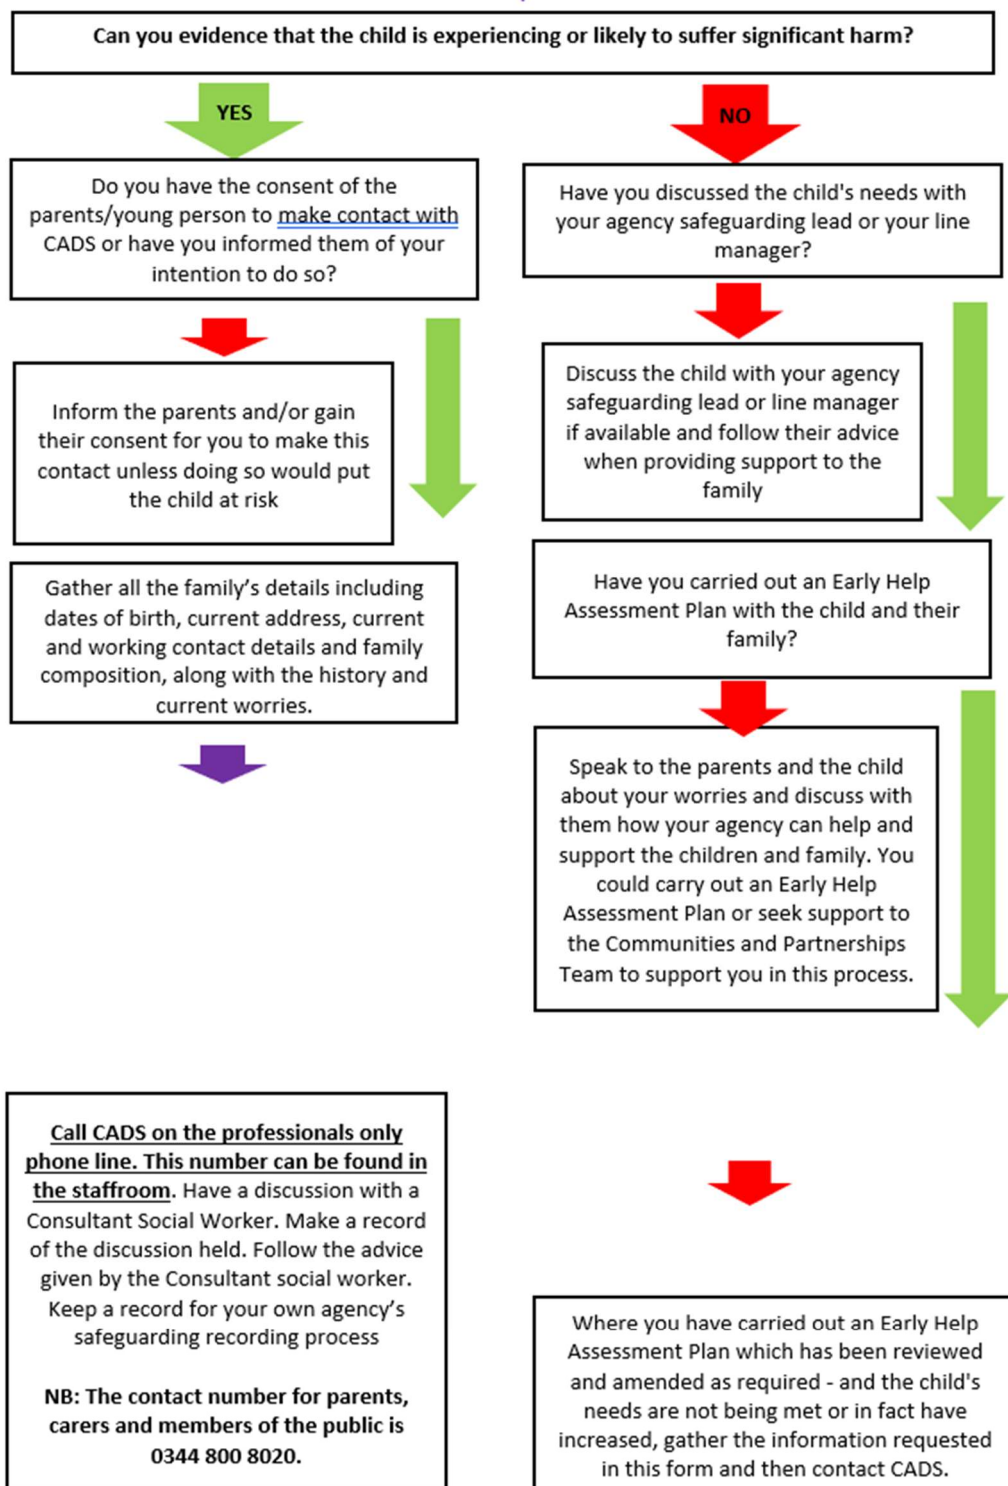 Can you evidence that the child is experiencing or likely to suffer significant harm?
YES
Do you have the consent of the
parents/young person to make contact with
CADS or have you informed them of your
intention to do so?
Inform the parents and/or gain
their consent for you to make this
contact unless doing so would put
the child at risk
Gather all the family’s details including
dates of birth, current address, current
and working contact details and family
composition, along with the history and
current worries.
Call CADS on the professionals only
phone line. This number can be found in
the staffroom. Have a discussion with a
Consultant Social Worker. Make a record
of the discussion held. Follow the advice
given by the Consultant social worker.
Keep a record for your own agency’s
safeguarding recording process
NB: The contact number for parents,
carers and members of the public is
0344 800 8020.
NO
Have you discussed the child's needs with
your agency safeguarding lead or your line
manager?
Discuss the child with your agency
safeguarding lead or line manager
if available and follow their advice
when providing support to the
family
Have you carried out an Early Help
Assessment Plan with the child and their
family?
Speak to the parents and the child
about your worries and discuss with
them how your agency can help and
support the children and family. You
could carry out an Early Help
Assessment Plan or seek support to
the Communities and Partnerships
Team to support you in this process.
Where you have carried out an Early Help
Assessment Plan which has been reviewed
and amended as required - and the child's
needs are not being met or in fact have
increased, gather the information requested
in this form and then contact CADS.